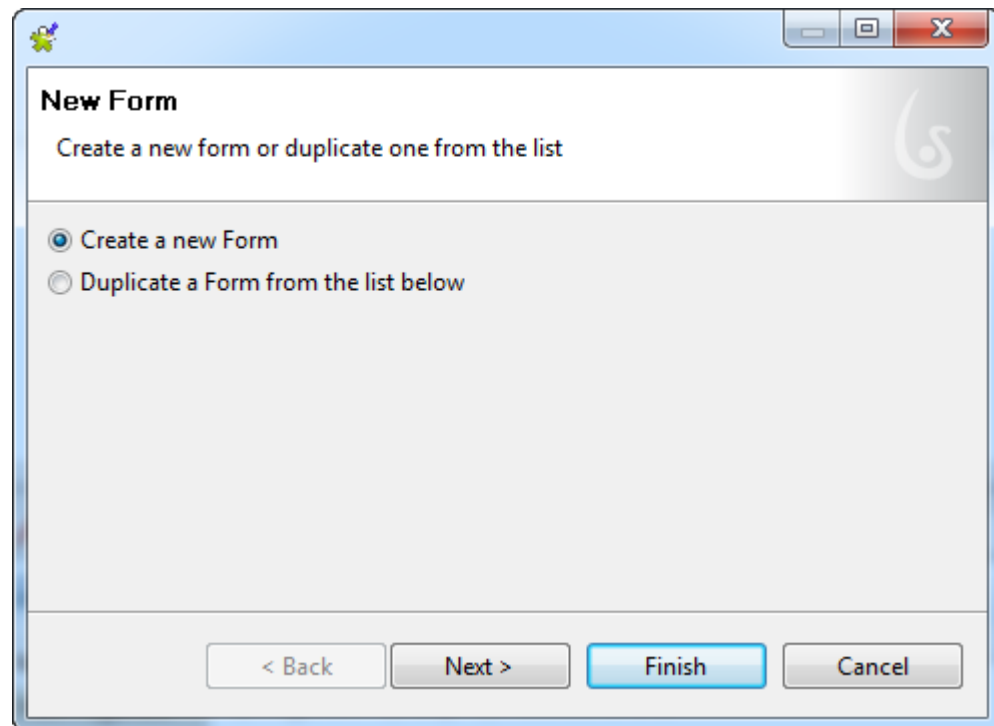 New Form
Create a new form or duplicate one from the list
Create a new Form
Duplicate a Form from the list below
< Back Next > Finish Cancel